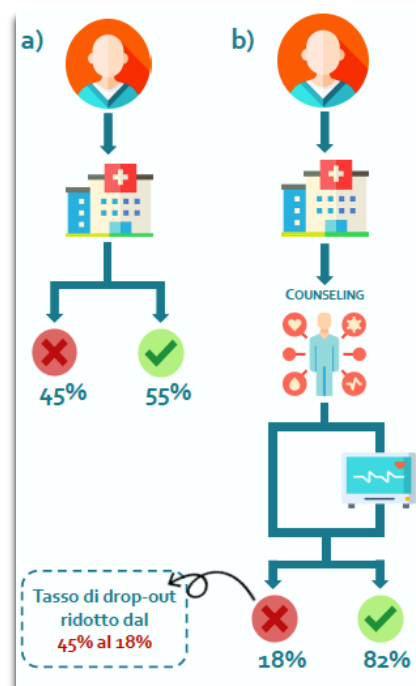 a)
b)
COUNSELING
45%
55%
Tasso di drop-out
ridotto dal
45% al 18%
18%
82%